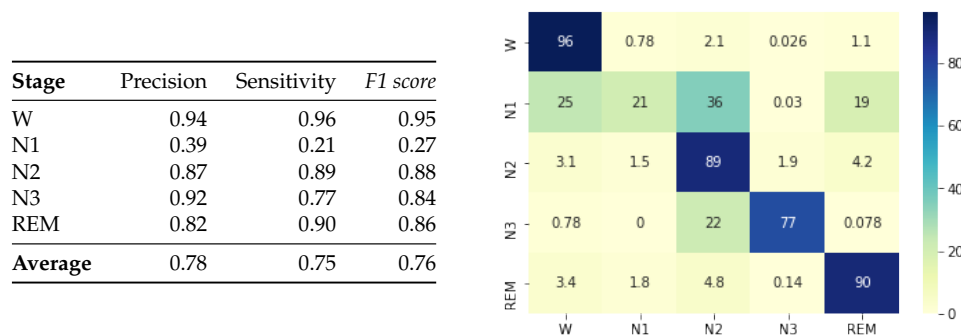 Stage Precision Sensitivity F1 score
W 0.94 0.96 0.95
N1 0.39 0.21 0.27
N2 0.87 0.89 0.88
N3 0.92 0.77 0.84
REM 0.82 0.90 0.86
Average 0.78 0.75 0.76
W 96 0.78 2.1 0.026 1.1
N1 25 21 36 0.03 19
N2 3.1 1.5 89 1.9 4.2
N3 0.78 0 22 77 0.078
REM 3.4 1.8 4.8 0.14 90
W N1 N2 N3 REM
80
60
40
20
0